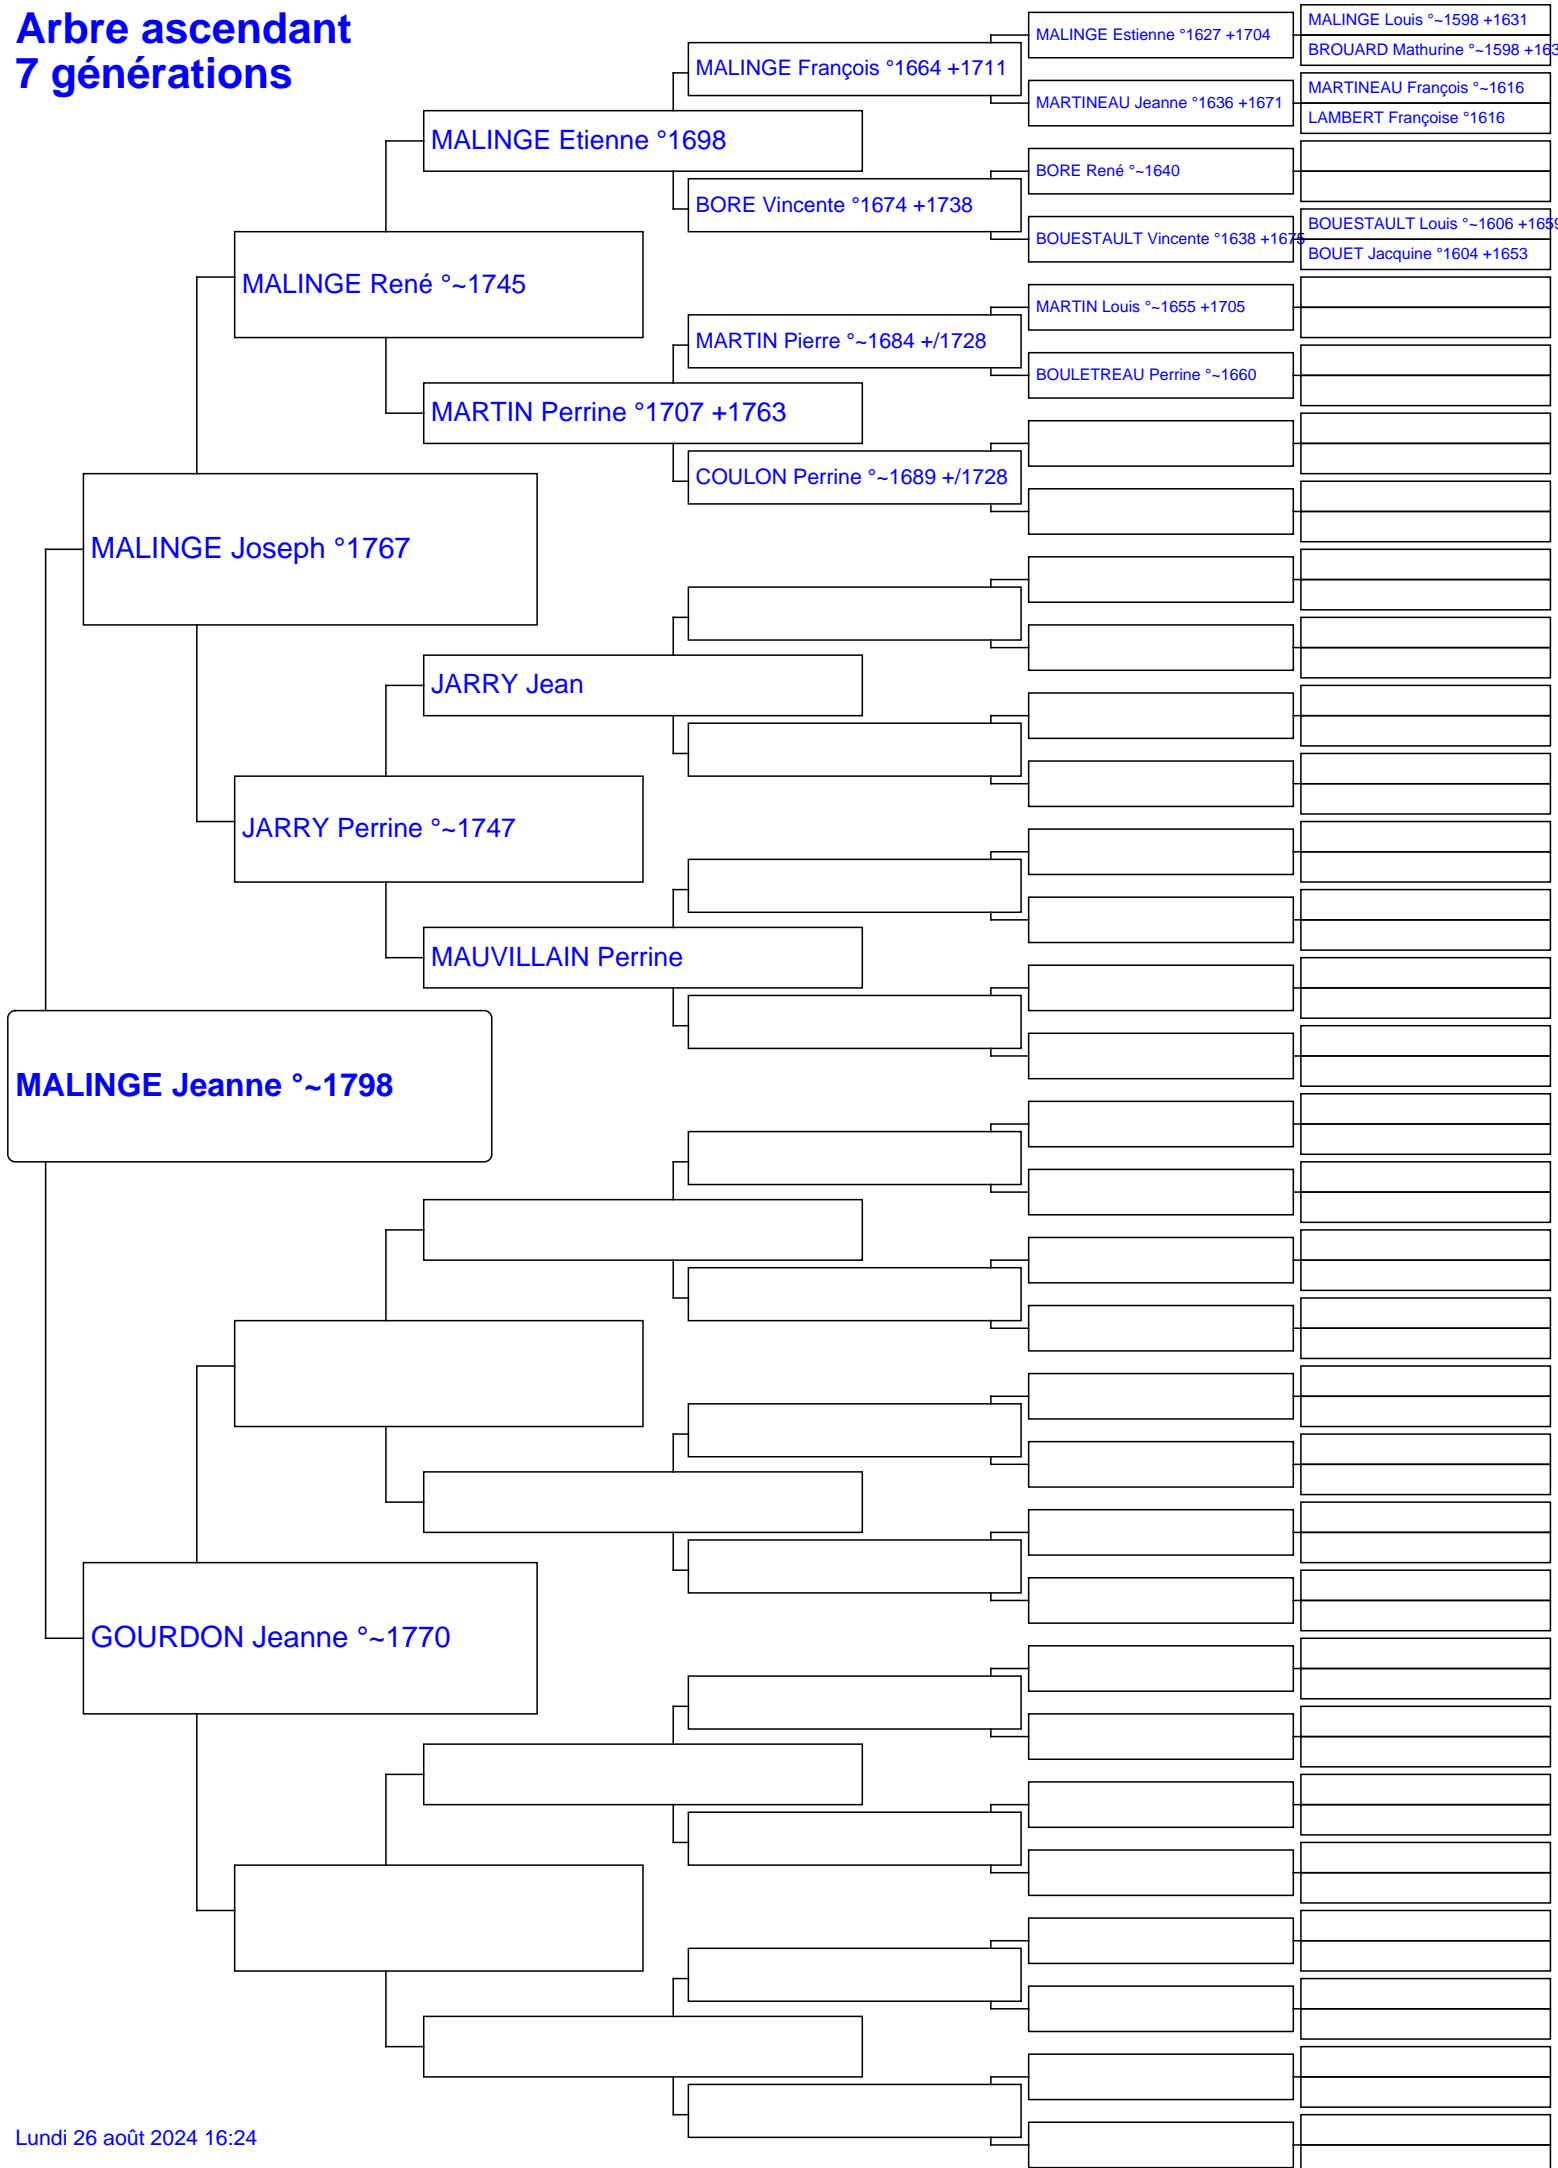 Arbre ascendant
7 générations
MALINGE Louis °~1598 +1631
MALINGE Estienne °1627 +1704
BROUARD Mathurine °~1598 +163
MALINGE François °1664 +1711
MARTINEAU François °~1616
MARTINEAU Jeanne °1636 +1671
LAMBERT Françoise °1616
MALINGE Etienne °1698
BORE René °~1640
BORE Vincente °1674 +1738
BOUESTAULT Louis °~1606 +1659
BOUESTAULT Vincente °1638 +1675
BOUET Jacquine °1604 +1653
MALINGE René °~1745
MARTIN Louis °~1655 +1705
MARTIN Pierre °~1684 +/1728
BOULETREAU Perrine °~1660
MARTIN Perrine °1707 +1763
COULON Perrine °~1689 +/1728
MALINGE Joseph °1767
JARRY Jean
JARRY Perrine °~1747
MAUVILLAIN Perrine
MALINGE Jeanne °~1798
GOURDON Jeanne °~1770
Lundi 26 août 2024 16:24